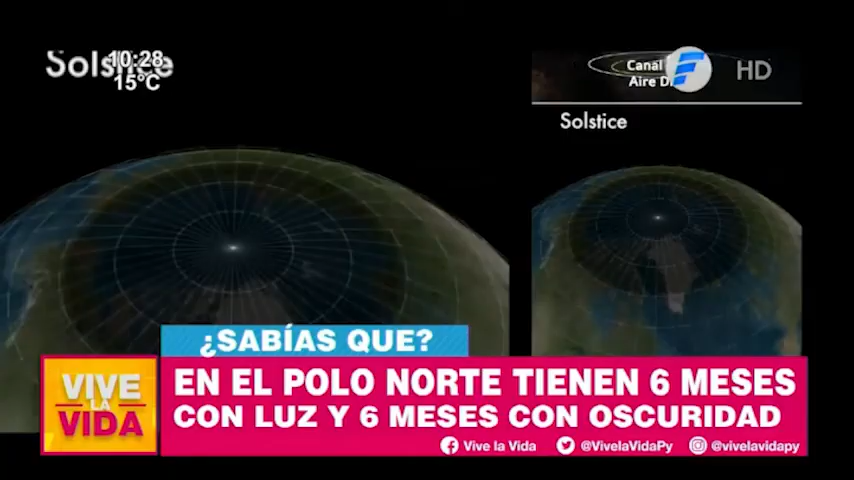 Solstice
10:28
15°C
Canal
Aire
HD
Solstice
¿SABÍAS QUE?
VIVE
LA
VIDA
EN EL POLO NORTE TIENEN 6 MESES
CON LUZ Y 6 MESES CON OSCURIDAD
Vive la Vida
@VivelaVidaPy
@vivelavidapy